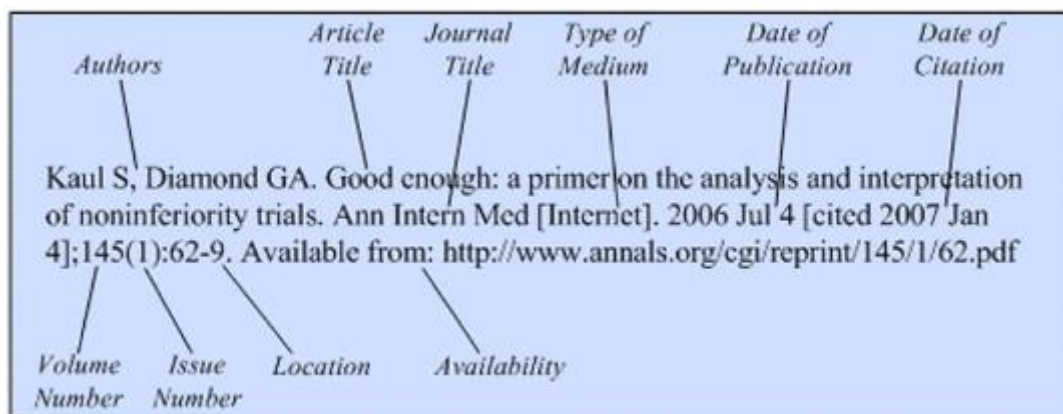 Article Journal Type of Date of Date of
Authors Title Title Medium Publication Citation
Kaul S, Diamond GA. Good enough: a primer on the analysis and interpretation
of noninferiority trials. Ann Intern Med [Internet]. 2006 Jul 4 [cited 2007 Jan
4];145(1):62-9. Available from: http://www.annals.org/cgi/reprint/145/1/62.pdf
Volume Issue Location Availability
Number Number